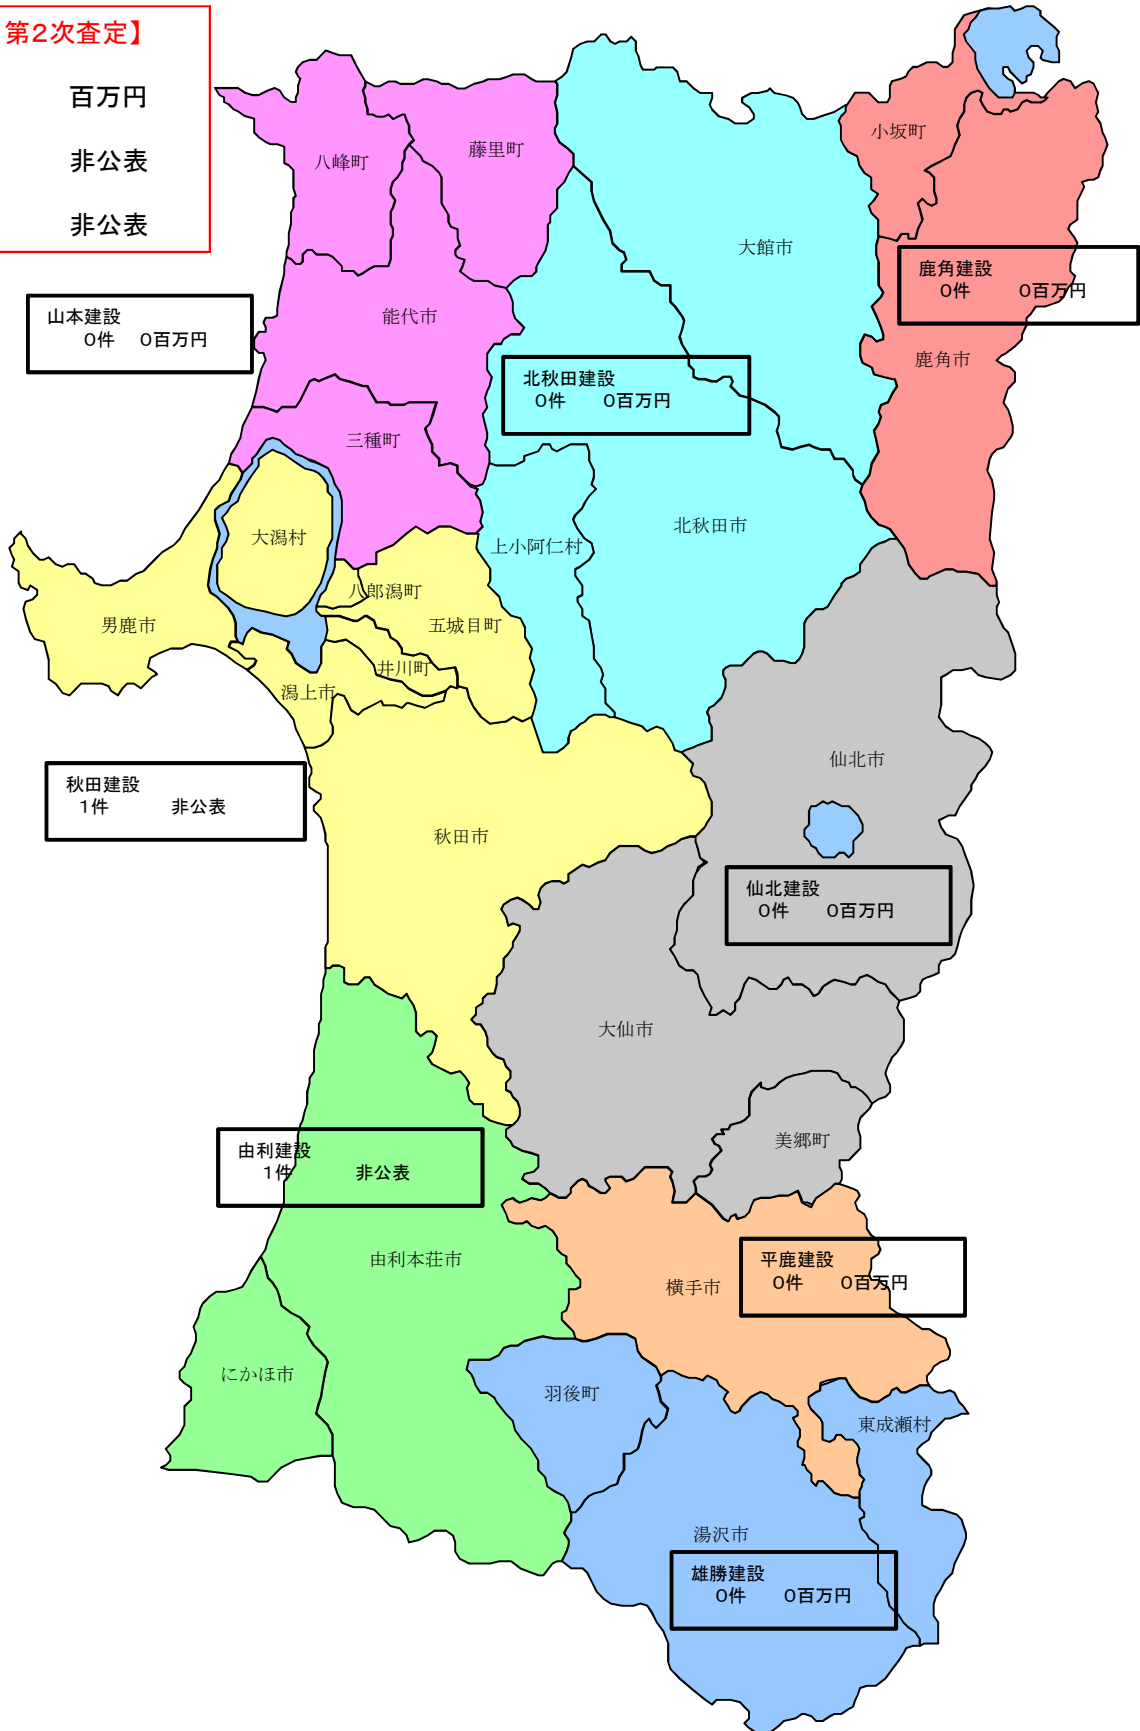 第2次査定】
百万円
非公表
非公表
小坂町
藤里町
八峰町
大館市
鹿角建設
0件 0百万円
山本建設
0件 0百万円
能代市
鹿角市
北秋田建設
0件 0百万円
三種町
大潟村
北秋田市
上小阿仁村
八郎潟町
男鹿市
五城目町
井川町
潟上市
仙北市
秋田建設
1件 非公表
秋田市
仙北建設
0件 0百万円
大仙市
美郷町
由利建設
1件 非公表
由利本荘市
平鹿建設
0件 0百万円
横手市
にかほ市
羽後町
東成瀬村
湯沢市
雄勝建設
0件 0百万円